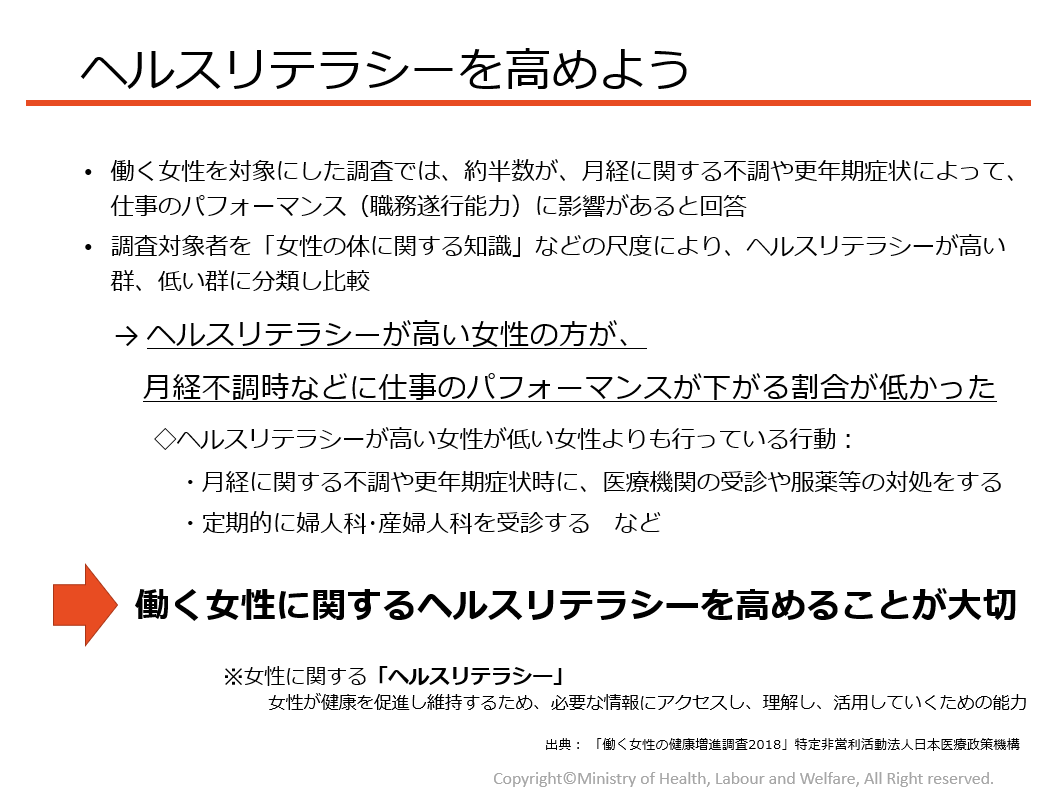 ヘルスリテラシーを高めよう
• 働く女性を対象にした調査では、約半数が、月経に関する不調や更年期症状によって、
仕事のパフォーマンス（職務遂行能力）に影響があると回答
• 調査対象者を「女性の体に関する知識」などの尺度により、ヘルスリテラシーが高い
群、低い群に分類し比較
→ ヘルスリテラシーが高い女性の方が、
月経不調時などに仕事のパフォーマンスが下がる割合が低かった
◇ヘルスリテラシーが高い女性が低い女性よりも行っている行動：
・月経に関する不調や更年期症状時に、医療機関の受診や服薬等の対処をする
・定期的に婦人科･産婦人科を受診する　など
働く女性に関するヘルスリテラシーを高めることが大切
※女性に関する「ヘルスリテラシー」
女性が健康を促進し維持するため、必要な情報にアクセスし、理解し、活用していくための能力
出典：「働く女性の健康増進調査2018」特定非営利活動法人日本医療政策機構
Copyright©Ministry of Health, Labour and Welfare, All Right reserved.